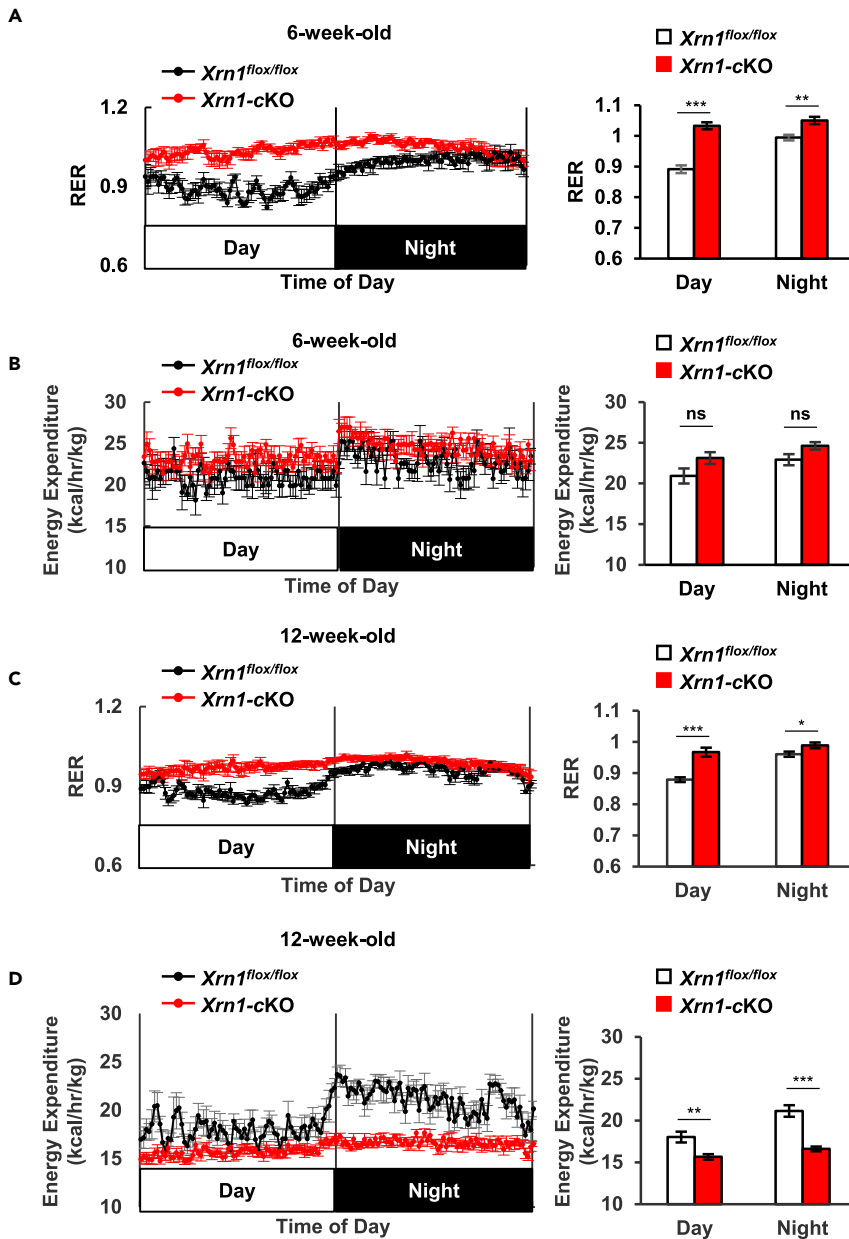 A
6-week-old
Xrn1flox/flox
Xrn1-cKO
RER
1.2
0.9
0.6
Day
Night
Time of Day
Xrn1flox/flox
Xrn1-cKO
RER
1.1
1
0.9
0.8
0.7
0.6
***
**
Day
Night
B
6-week-old
Xrn1flox/flox
Xrn1-cKO
Energy Expenditure
(kcal/hr/kg)
30
25
20
15
10
Day
Night
Time of Day
Xrn1flox/flox
Xrn1-cKO
Energy Expenditure
(kcal/hr/kg)
30
25
20
15
10
ns
ns
Day
Night
C
12-week-old
Xrn1flox/flox
Xrn1-cKO
RER
1.2
0.9
0.6
Day
Night
Time of Day
Xrn1flox/flox
Xrn1-cKO
RER
1.1
1
0.9
0.8
0.7
0.6
***
*
Day
Night
D
12-week-old
Xrn1flox/flox
Xrn1-cKO
Energy Expenditure
(kcal/hr/kg)
30
25
20
15
10
Day
Night
Time of Day
Xrn1flox/flox
Xrn1-cKO
Energy Expenditure
(kcal/hr/kg)
30
25
20
15
10
**
***
Day
Night